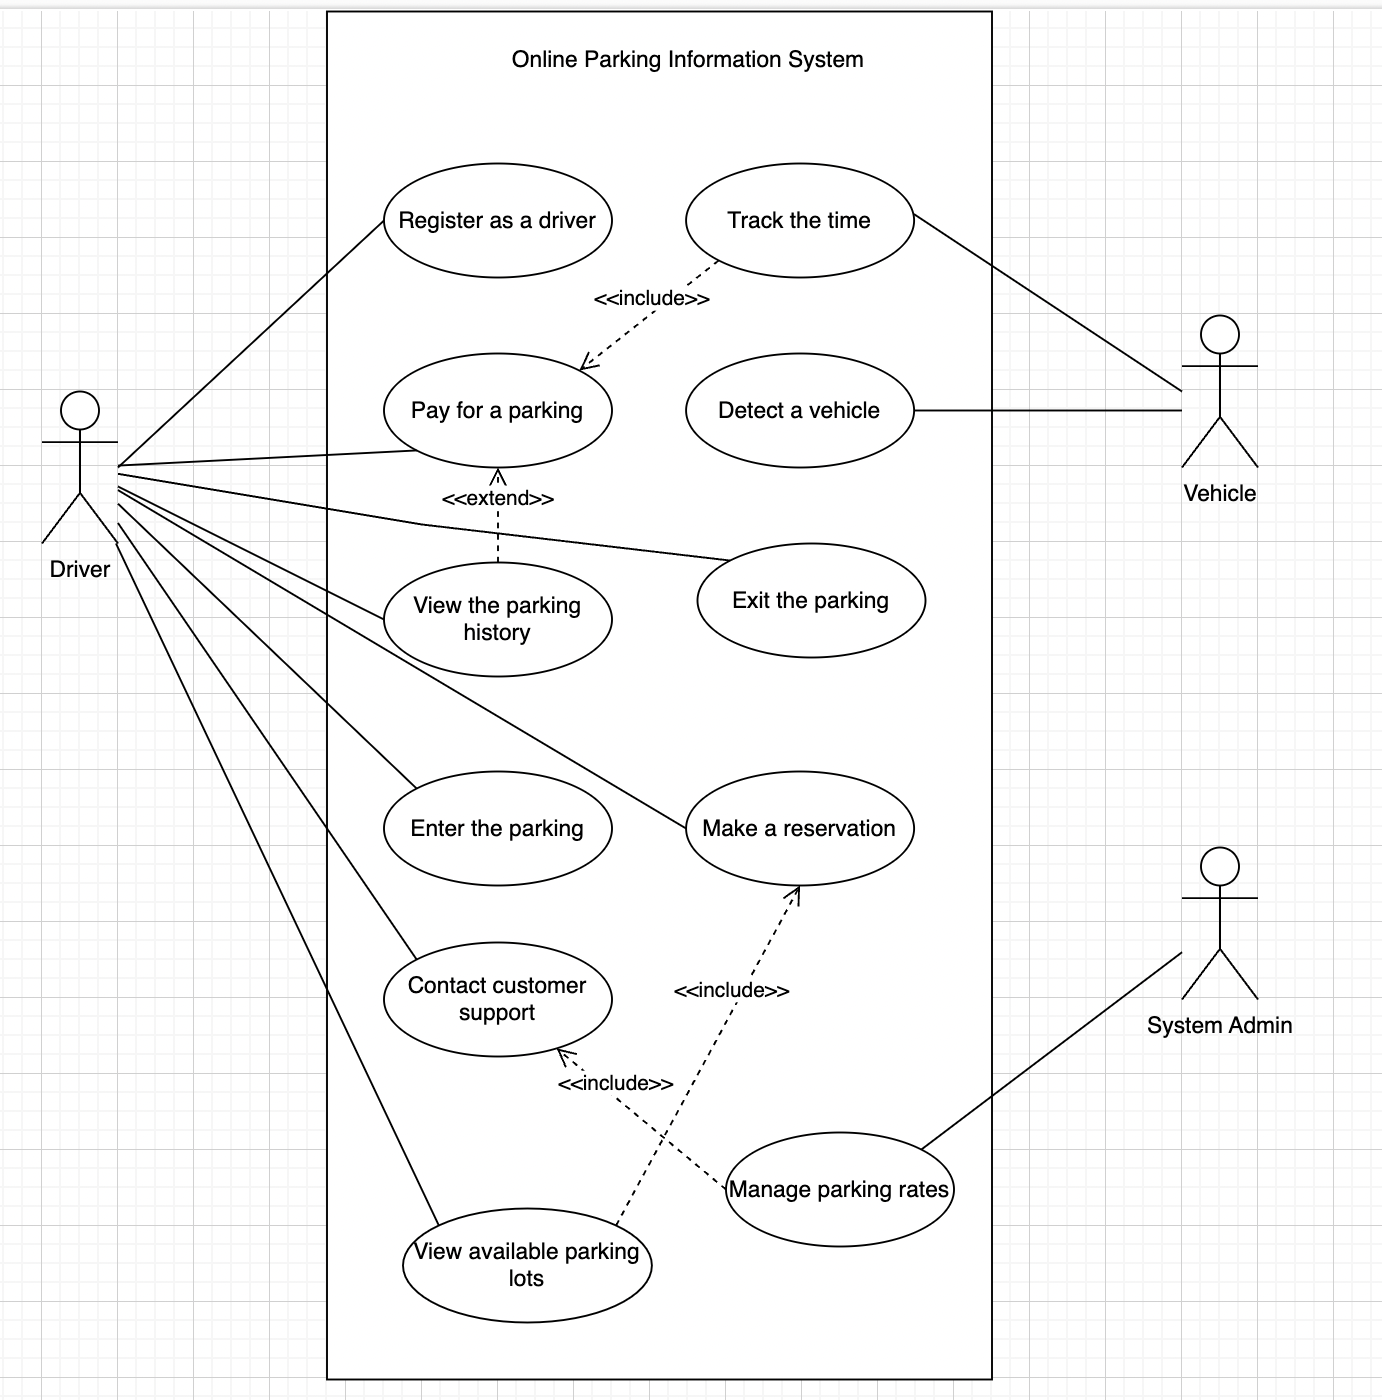 Online Parking Information System
Register as a driver
Track the time
<<include>>
Pay for a parking
Detect a vehicle
Vehicle
<<extend>>
Driver
View the parking
history
Exit the parking
Enter the parking
Make a reservation
Contact customer
support
<<include>>
System Admin
<<include>>
Manage parking rates
View available parking
lots